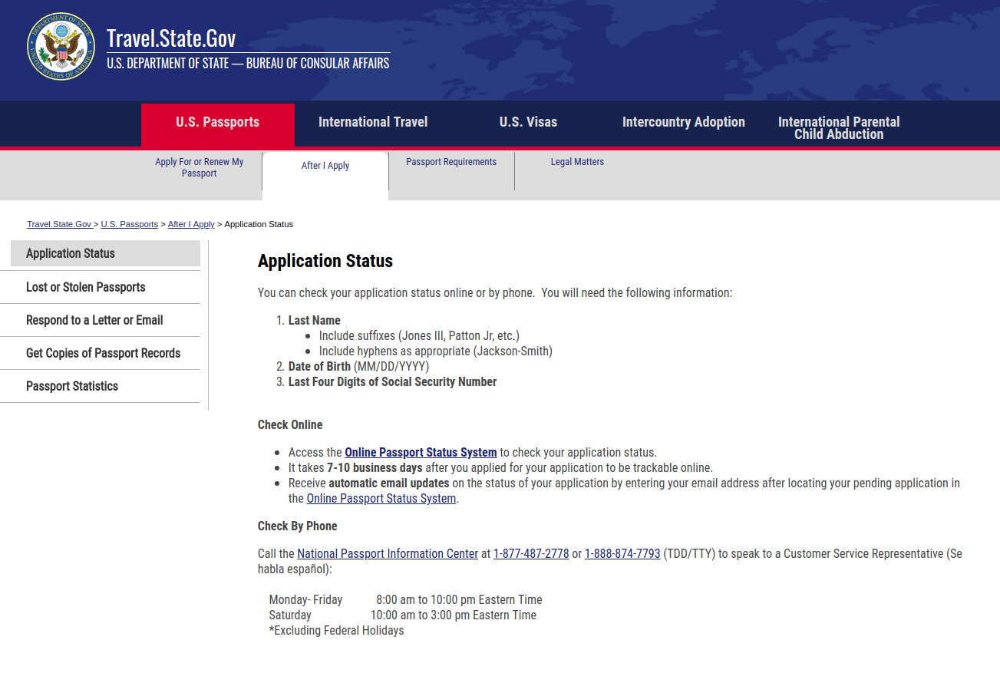 DEPARTMENT OF STATE
UNITED STATES OF AMERICA
Travel.State.Gov
U.S. DEPARTMENT OF STATE — BUREAU OF CONSULAR AFFAIRS
U.S. Passports
International Travel
U.S. Visas
Intercountry Adoption
International Parental
Child Abduction
Apply For or Renew My
Passport
After I Apply
Passport Requirements
Legal Matters
Travel.State.Gov > U.S. Passports > After I Apply > Application Status
Application Status
Lost or Stolen Passports
Respond to a Letter or Email
Get Copies of Passport Records
Passport Statistics
Application Status
You can check your application status online or by phone.  You will need the following information:
1. Last Name
• Include suffixes (Jones III, Patton Jr, etc.)
• Include hyphens as appropriate (Jackson-Smith)
2. Date of Birth (MM/DD/YYYY)
3. Last Four Digits of Social Security Number
Check Online
• Access the Online Passport Status System to check your application status.
• It takes 7-10 business days after you applied for your application to be trackable online.
• Receive automatic email updates on the status of your application by entering your email address after locating your pending application in
the Online Passport Status System.
Check By Phone
Call the National Passport Information Center at 1-877-487-2778 or 1-888-874-7793 (TDD/TTY) to speak to a Customer Service Representative (Se
habla español):
Monday- Friday 8:00 am to 10:00 pm Eastern Time
Saturday 10:00 am to 3:00 pm Eastern Time
*Excluding Federal Holidays